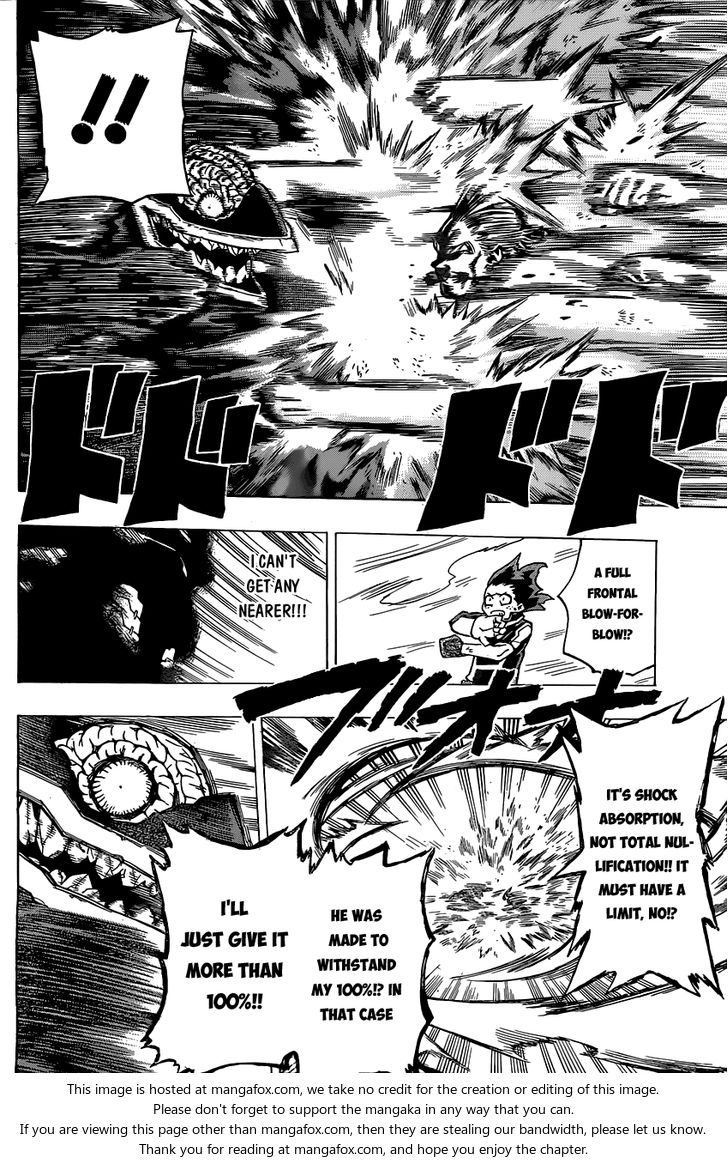 !!
ドドドド
A FULL
FRONTAL
BLOW-FOR-
BLOW!?
I CAN'T
GET ANY
NEARER!!!
ブオオ
IT'S SHOCK
ABSORPTION,
NOT TOTAL NUL-
LIFICATION!! IT
MUST HAVE A
LIMIT, NO!?
HE WAS
MADE TO
WITHSTAND
MY 100%!? IN
THAT CASE
I'LL
JUST GIVE IT
MORE THAN
100%!!
This image is hosted at mangafox.com, we take no credit for the creation or editing of this image.
Please don't forget to support the mangaka in any way that you can.
If you are viewing this page other than mangafox.com, then they are stealing our bandwidth, please let us know.
Thank you for reading at mangafox.com, and hope you enjoy the chapter.